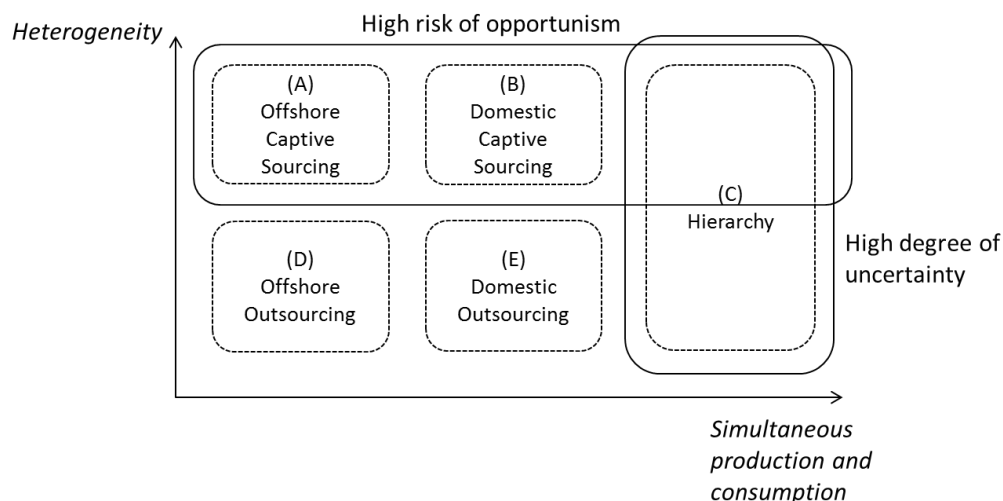 High risk of opportunism
Heterogeneity
(A)
Offshore
Captive
Sourcing
(B)
Domestic
Captive
Sourcing
(C)
Hierarchy
(D)
Offshore
Outsourcing
(E)
Domestic
Outsourcing
High degree of
uncertainty
Simultaneous
production and
consumption